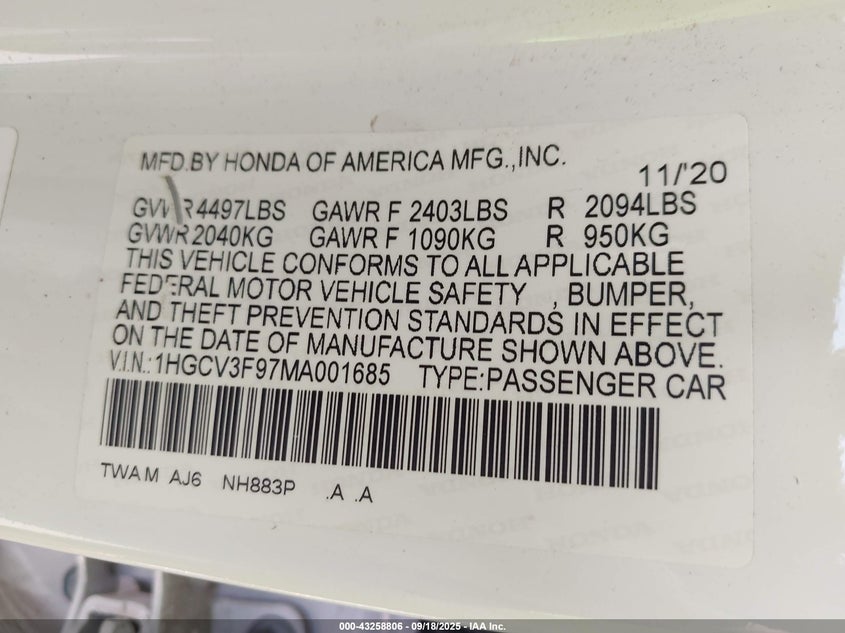 MFD.BY HONDA OF AMERICA MFG.,INC.
11/'20
GVWR 4497LBS GAWR F 2403LBS R 2094LBS
GVWR 2040KG GAWR F 1090KG R 950KG
THIS VEHICLE CONFORMS TO ALL APPLICABLE
FEDERAL MOTOR VEHICLE SAFETY , BUMPER,
AND THEFT PREVENTION STANDARDS IN EFFECT
ON THE DATE OF MANUFACTURE SHOWN ABOVE.
V.I.N.:1HGCV3F97MA001685 TYPE:PASSENGER CAR
TWAM AJ6 NH883P .A .A
000-43258806 - 09/18/2025 - IAA Inc.